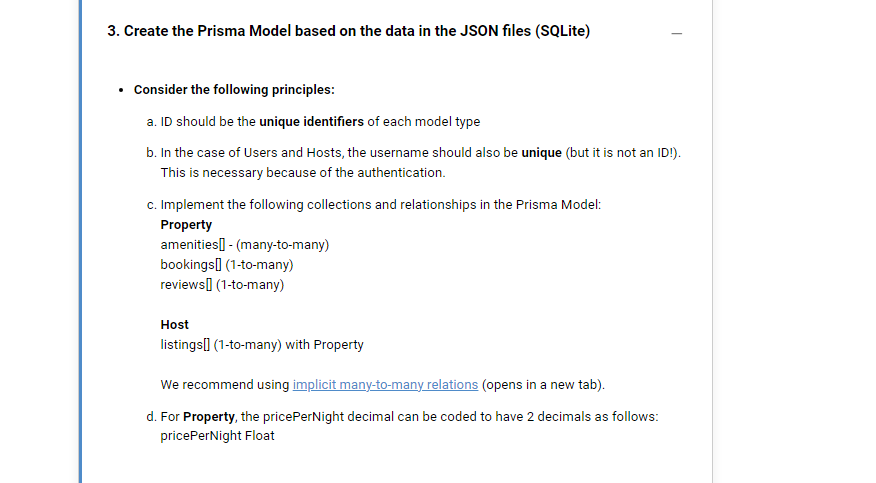 3. Create the Prisma Model based on the data in the JSON files (SQLite)
• Consider the following principles:
a. ID should be the unique identifiers of each model type
b. In the case of Users and Hosts, the username should also be unique (but it is not an ID!).
This is necessary because of the authentication.
c. Implement the following collections and relationships in the Prisma Model:
Property
amenities[] - (many-to-many)
bookings[] (1-to-many)
reviews[] (1-to-many)
Host
listings[] (1-to-many) with Property
We recommend using implicit many-to-many relations (opens in a new tab).
d. For Property, the pricePerNight decimal can be coded to have 2 decimals as follows:
pricePerNight Float